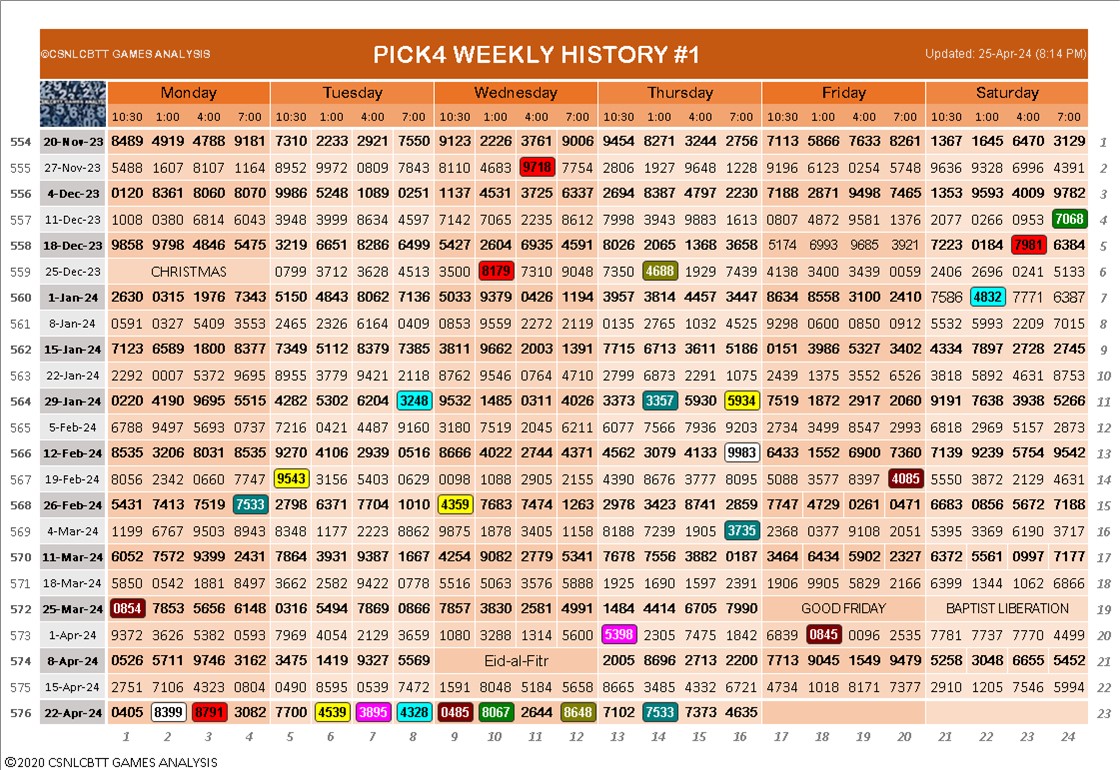 ©CSNLCBTT GAMES ANALYSIS PICK4 WEEKLY HISTORY #1 Updated: 25-Apr-24 (8:14 PM)
Monday Tuesday Wednesday Thursday Friday Saturday
10:30 1:00 4:00 7:00 10:30 1:00 4:00 7:00 10:30 1:00 4:00 7:00 10:30 1:00 4:00 7:00 10:30 1:00 4:00 7:00 10:30 1:00 4:00 7:00
554 20-Nov-23 8489 4919 4788 9181 7310 2233 2921 7550 9123 2226 3761 9006 9454 8271 3244 2756 7113 5866 7633 8261 1367 1645 6470 3129 1
555 27-Nov-23 5488 1607 8107 1164 8952 9972 0809 7843 8110 4683 9718 7754 2806 1927 9648 1228 9196 6123 0254 5748 9636 9328 6996 4391 2
556 4-Dec-23 0120 8361 8060 8070 9986 5248 1089 0251 1137 4531 3725 6337 2694 8387 4797 2230 7188 2871 9498 7465 1353 9593 4009 9782 3
557 11-Dec-23 1008 0380 6814 6043 3948 3999 8634 4597 7142 7065 2235 8612 7998 3943 9883 1613 0807 4872 9581 1376 2077 0266 0953 7068 4
558 18-Dec-23 9858 9798 4846 5475 3219 6651 8286 6499 5427 2604 6935 4591 8026 2065 1368 3658 5174 6993 9685 3921 7223 0184 7981 6384 5
559 25-Dec-23 CHRISTMAS 0799 3712 3628 4513 3500 8179 7310 9048 7350 4688 1929 7439 4138 3400 3439 0059 2406 2696 0241 5133 6
560 1-Jan-24 2630 0315 1976 7343 5150 4843 8062 7136 5033 9379 0426 1194 3957 3814 4457 3447 8634 8558 3100 2410 7586 4832 7771 6387 7
561 8-Jan-24 0591 0327 5409 3553 2465 2326 6164 0409 0853 9559 2272 2119 0135 2765 1032 4525 9298 0600 0850 0912 5532 5993 2209 7015 8
562 15-Jan-24 7123 6589 1800 8377 7349 5112 8379 7385 3811 9662 2003 1391 7715 6713 3611 5186 0151 3986 5327 3402 4334 7897 2728 2745 9
563 22-Jan-24 2292 0007 5372 9695 8955 3779 9421 2118 8762 9546 0764 4710 2799 6873 2291 1075 2439 1375 3552 6526 3818 5892 4631 8753 10
564 29-Jan-24 0220 4190 9695 5515 4282 5302 6204 3248 9532 1485 0311 4026 3373 3357 5930 5934 7519 1872 2917 2060 9191 7638 3938 5266 11
565 5-Feb-24 6788 9497 5693 0737 7216 0421 4487 9160 3180 7519 2045 6211 6077 7566 7936 9203 2734 3499 8547 2993 6818 2969 5157 2873 12
566 12-Feb-24 8535 3206 8031 8535 9270 4106 2939 0516 8666 4022 2744 4371 4562 3079 4133 9983 6433 1552 6900 7360 7139 9239 5754 9542 13
567 19-Feb-24 8056 2342 0660 7747 9543 3156 5403 0629 0098 1088 2905 2155 4390 8676 3777 8095 5088 3577 8397 4085 5550 3872 2129 4631 14
568 26-Feb-24 5431 7413 7519 7533 2798 6371 7704 1010 4359 7683 7474 1263 2978 3423 8741 2859 7747 4729 0261 0471 6683 0856 5672 7188 15
569 4-Mar-24 1199 6767 9503 8943 8348 1177 2223 8862 9875 1878 3405 1158 8188 7239 1905 3735 2368 0377 9108 2051 5395 3369 6190 3717 16
570 11-Mar-24 6052 7572 9399 2431 7864 3931 9387 1667 4254 9082 2779 5341 7678 7556 3882 0187 3464 6434 5902 2327 6372 5561 0997 7177 17
571 18-Mar-24 5850 0542 1881 8497 3662 2582 9422 0778 5516 5063 3576 5888 1925 1690 1597 2391 1906 9905 5829 2166 6399 1344 1062 6866 18
572 25-Mar-24 0854 7853 5656 6148 0316 5494 7869 0866 7857 3830 2581 4991 1484 4414 6705 7990 GOOD FRIDAY BAPTIST LIBERATION 19
573 1-Apr-24 9372 3626 5382 0593 7969 4054 2129 3659 1080 3288 1314 5600 5398 2305 7475 1842 6839 0845 0096 2535 7781 7737 7770 4499 20
574 8-Apr-24 0526 5711 9746 3162 3475 1419 9327 5569 Eid-al-Fitr 2005 8696 2713 2200 7713 9045 1549 9479 5258 3048 6655 5452 21
575 15-Apr-24 2751 7106 4323 0804 0490 8595 0539 7472 1591 8048 5184 5658 8665 3485 4332 6721 4734 1018 8171 7377 2910 1205 7546 5994 22
576 22-Apr-24 0405 8399 8791 3082 7700 4539 3895 4328 0485 8067 2644 8648 7102 7533 7373 4635 23
1 2 3 4 5 6 7 8 9 10 11 12 13 14 15 16 17 18 19 20 21 22 23 24
©2020 CSNLCBTT GAMES ANALYSIS